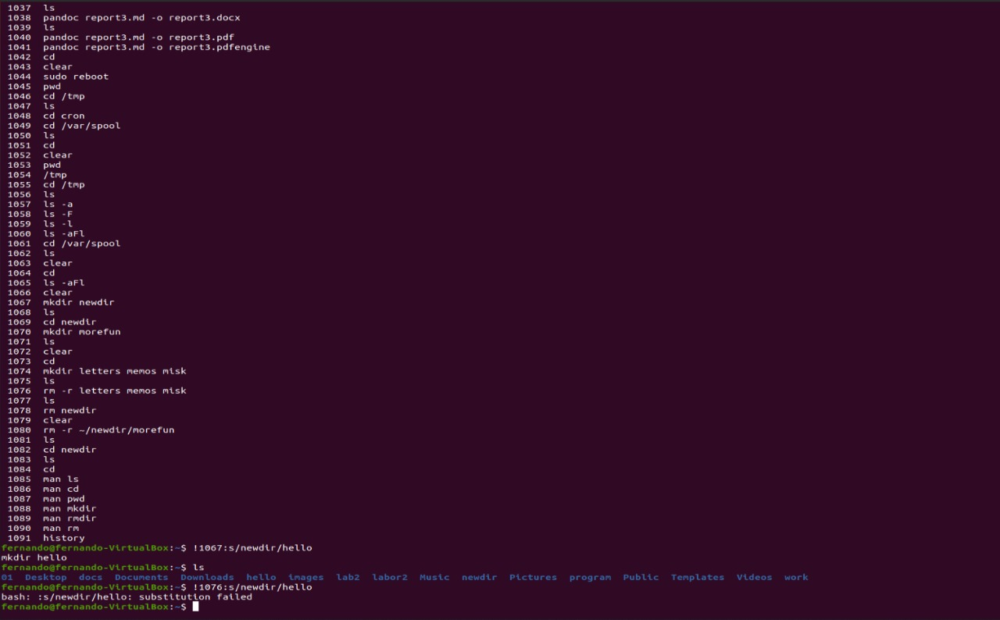 1037 ls
1038 pandoc report3.md -o report3.docx
1039 ls
1040 pandoc report3.md -o report3.pdf
1041 pandoc report3.md -o report3.pdfengine
1042 cd
1043 clear
1044 sudo reboot
1045 pwd
1046 cd /tmp
1047 ls
1048 cd cron
1049 cd /var/spool
1050 ls
1051 cd
1052 clear
1053 pwd
1054 /tmp
1055 cd /tmp
1056 ls
1057 ls -a
1058 ls -F
1059 ls -l
1060 ls -aFl
1061 cd /var/spool
1062 ls
1063 clear
1064 cd
1065 ls -aFl
1066 clear
1067 mkdir newdir
1068 ls
1069 cd newdir
1070 mkdir morefun
1071 ls
1072 clear
1073 cd
1074 mkdir letters memos misk
1075 ls
1076 rm -r letters memos misk
1077 ls
1078 rm newdir
1079 clear
1080 rm -r ~/newdir/morefun
1081 ls
1082 cd newdir
1083 ls
1084 cd
1085 man ls
1086 man cd
1087 man pwd
1088 man mkdir
1089 man rmdir
1090 man rm
1091 history
fernando@fernando-VirtualBox:~$ !1067:s/newdir/hello
mkdir hello
fernando@fernando-VirtualBox:~$ ls
01 Desktop docs Documents Downloads hello images lab2 labor2 Music newdir Pictures program Public Templates Videos work
fernando@fernando-VirtualBox:~$ !1076:s/newdir/hello
bash: :s/newdir/hello: substitution failed
fernando@fernando-VirtualBox:~$